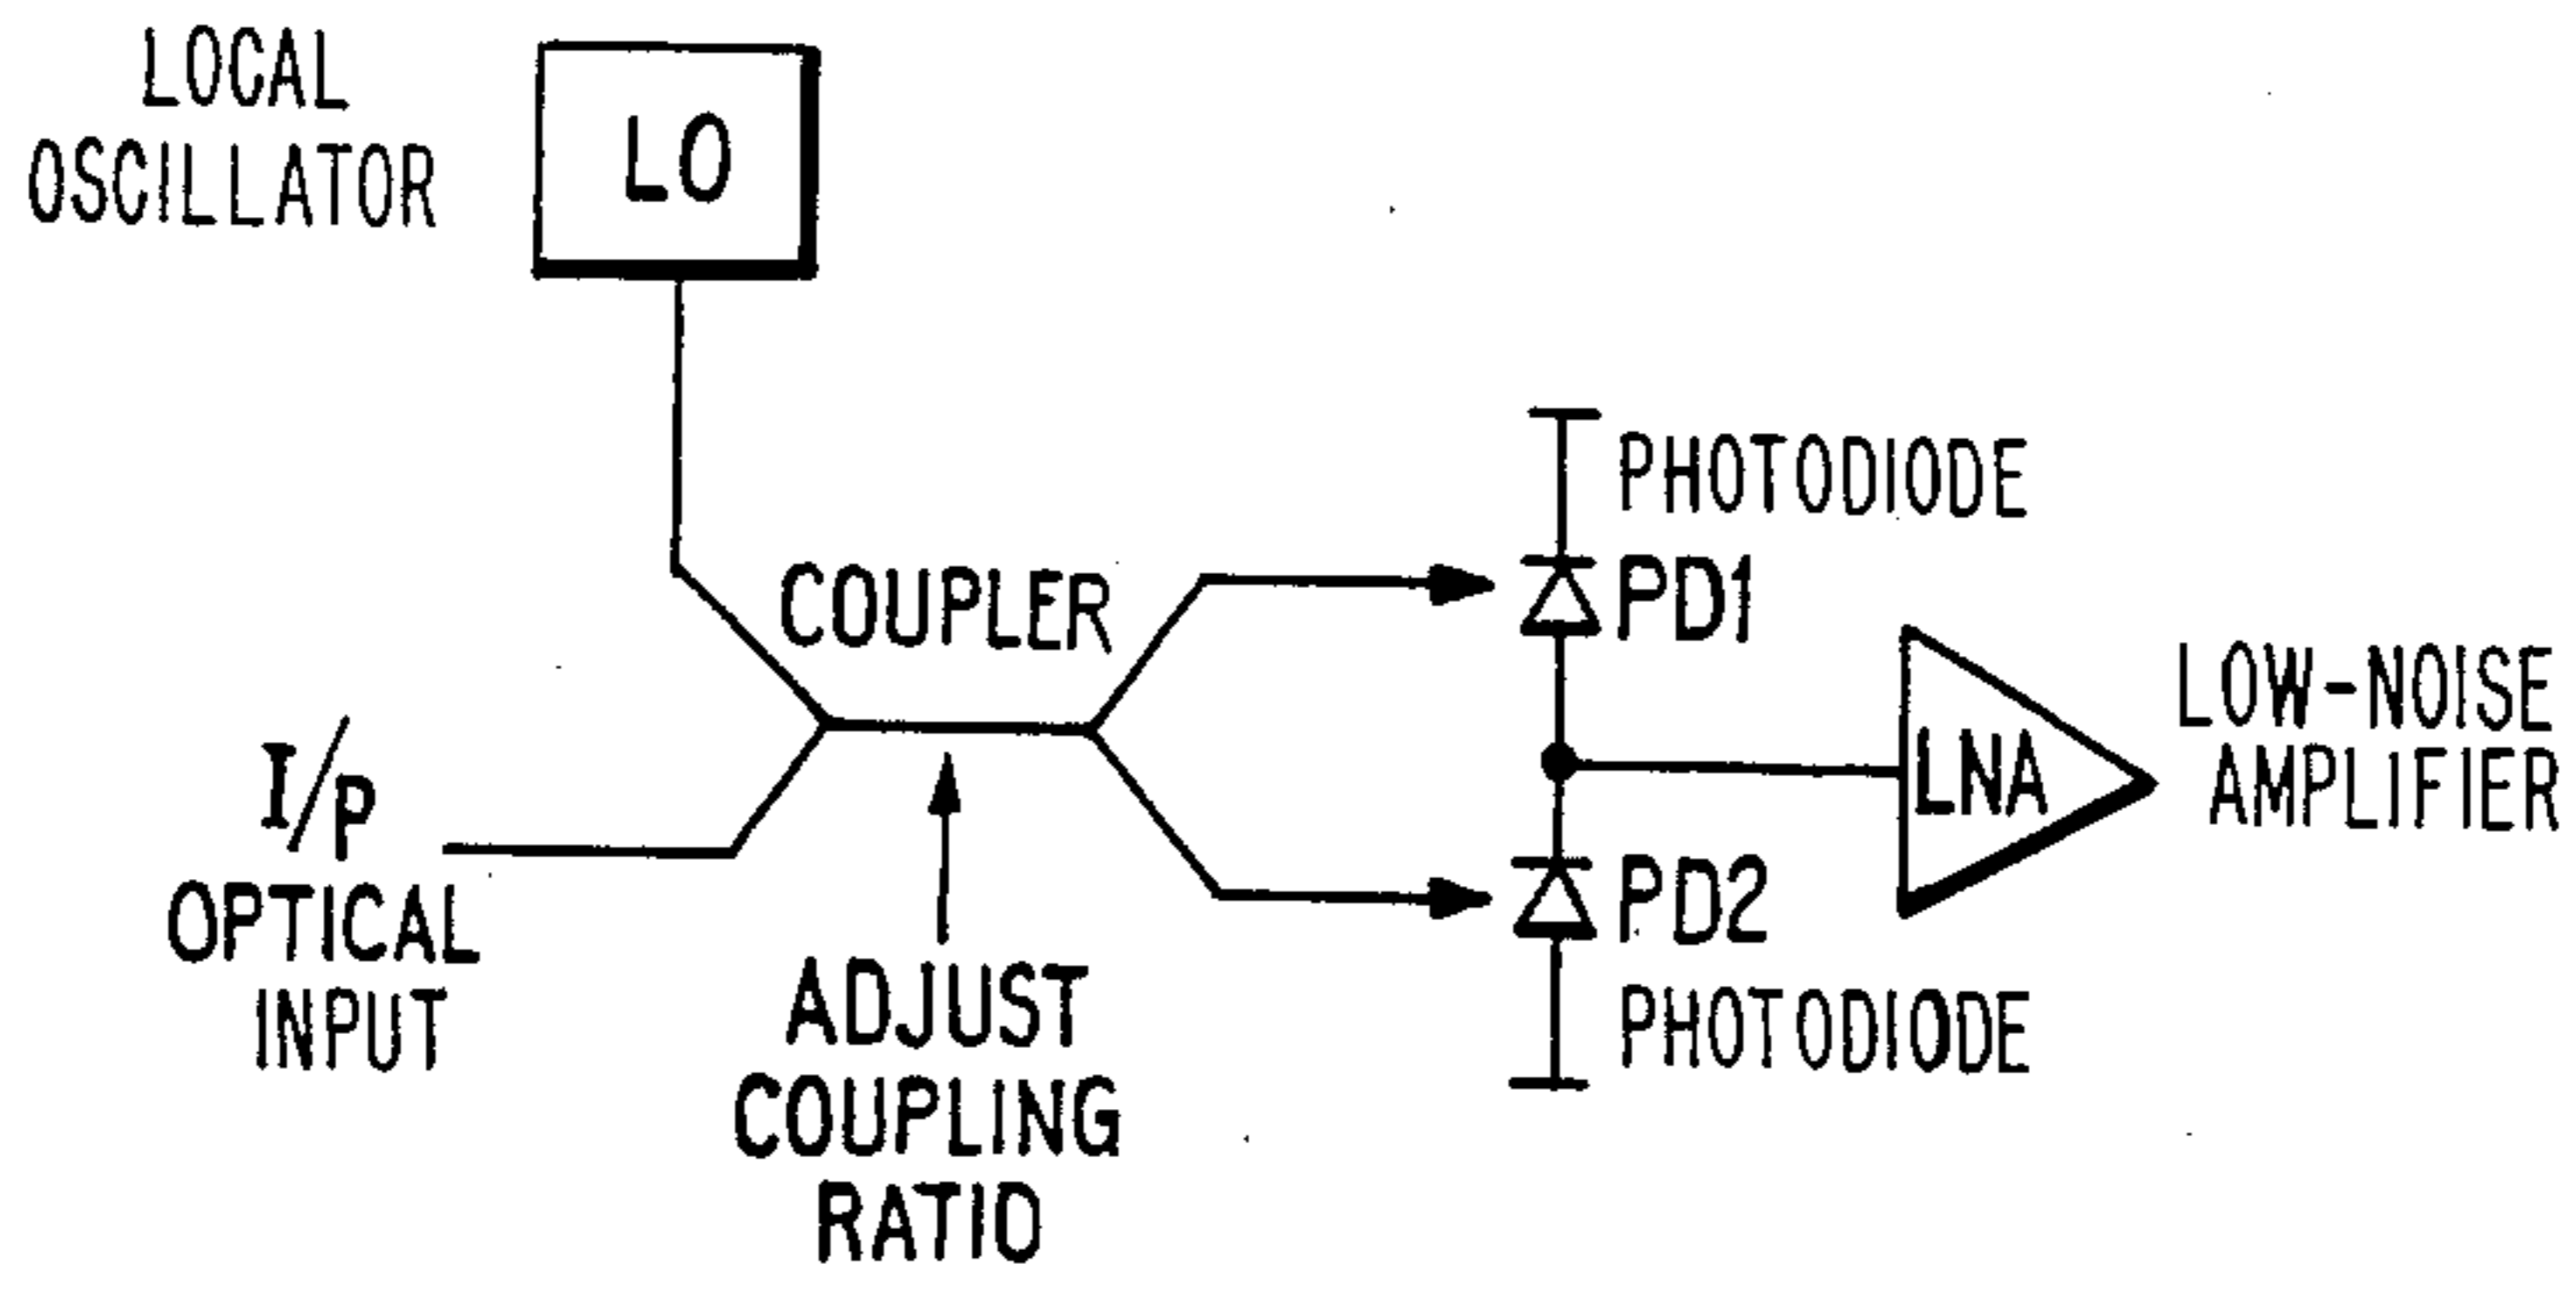 LOCAL
OSCILLATOR
LO
PHOTODIODE
COUPLER
PD1
I/P
OPTICAL
INPUT
LNA
LOW-NOISE
AMPLIFIER
PD2
ADJUST
COUPLING
RATIO
PHOTODIODE